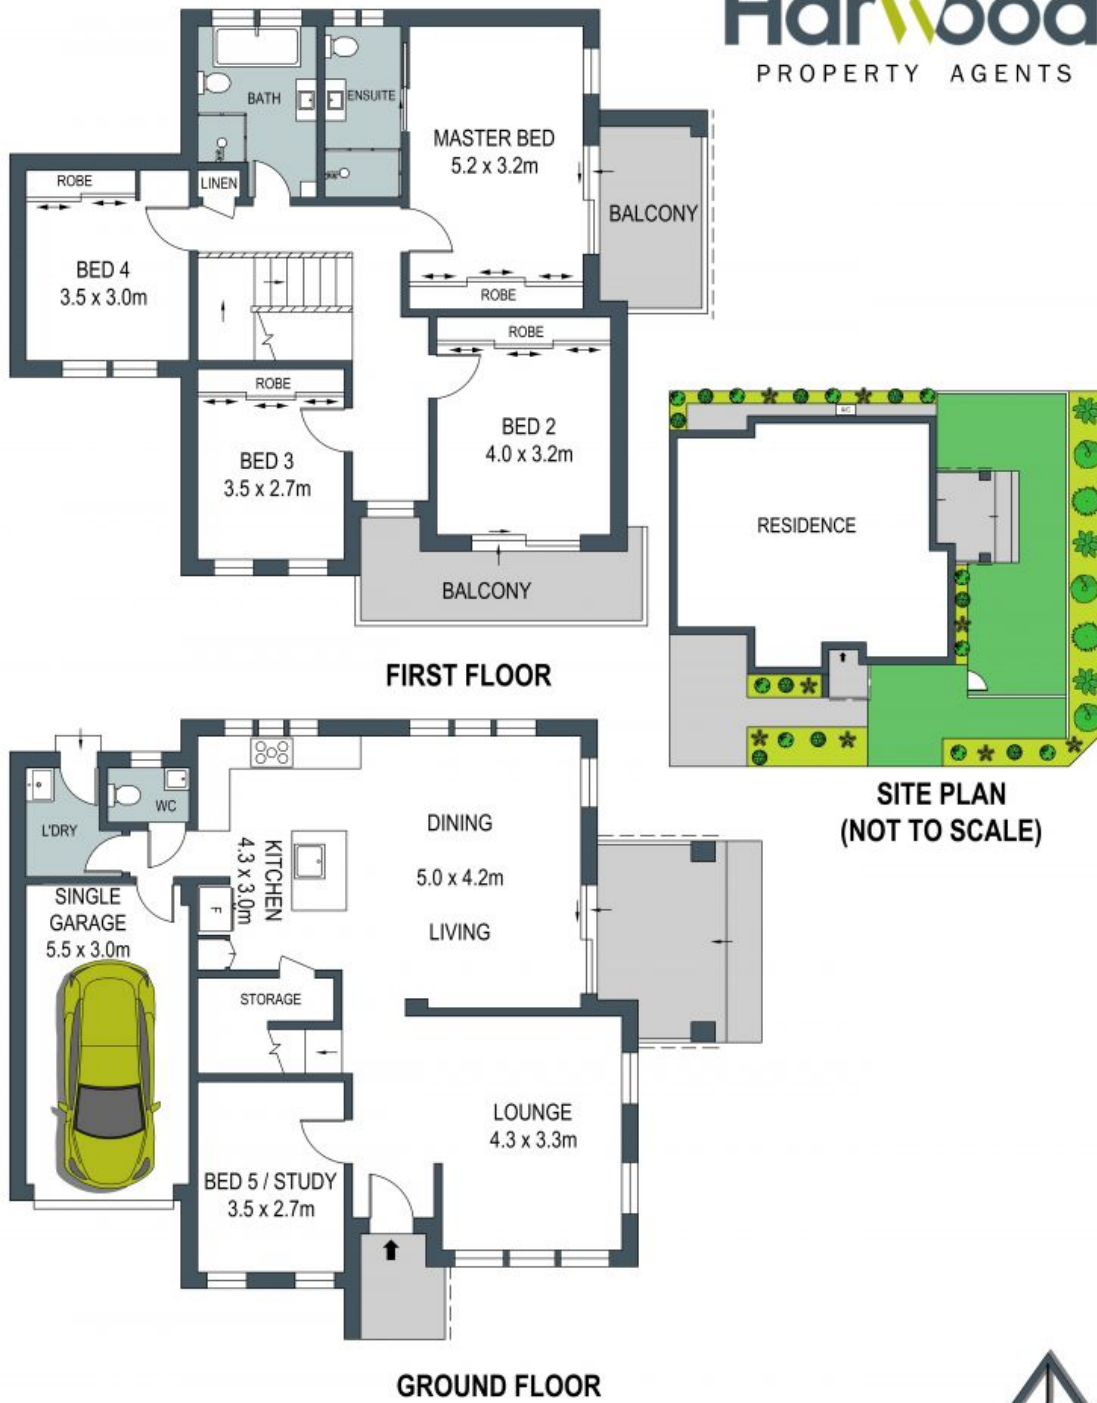 Harwood
PROPERTY AGENTS
BATH
ENSUITE
MASTER BED
5.2 x 3.2m
BALCONY
ROBE
LINEN
BED 4
3.5 x 3.0m
ROBE
ROBE
ROBE
BED 2
4.0 x 3.2m
BED 3
3.5 x 2.7m
BALCONY
FIRST FLOOR
RESIDENCE
SITE PLAN
(NOT TO SCALE)
WC
L'DRY
KITCHEN
4.3 x 3.0m
DINING
5.0 x 4.2m
LIVING
SINGLE
GARAGE
5.5 x 3.0m
F
STORAGE
LOUNGE
4.3 x 3.3m
BED 5 / STUDY
3.5 x 2.7m
GROUND FLOOR